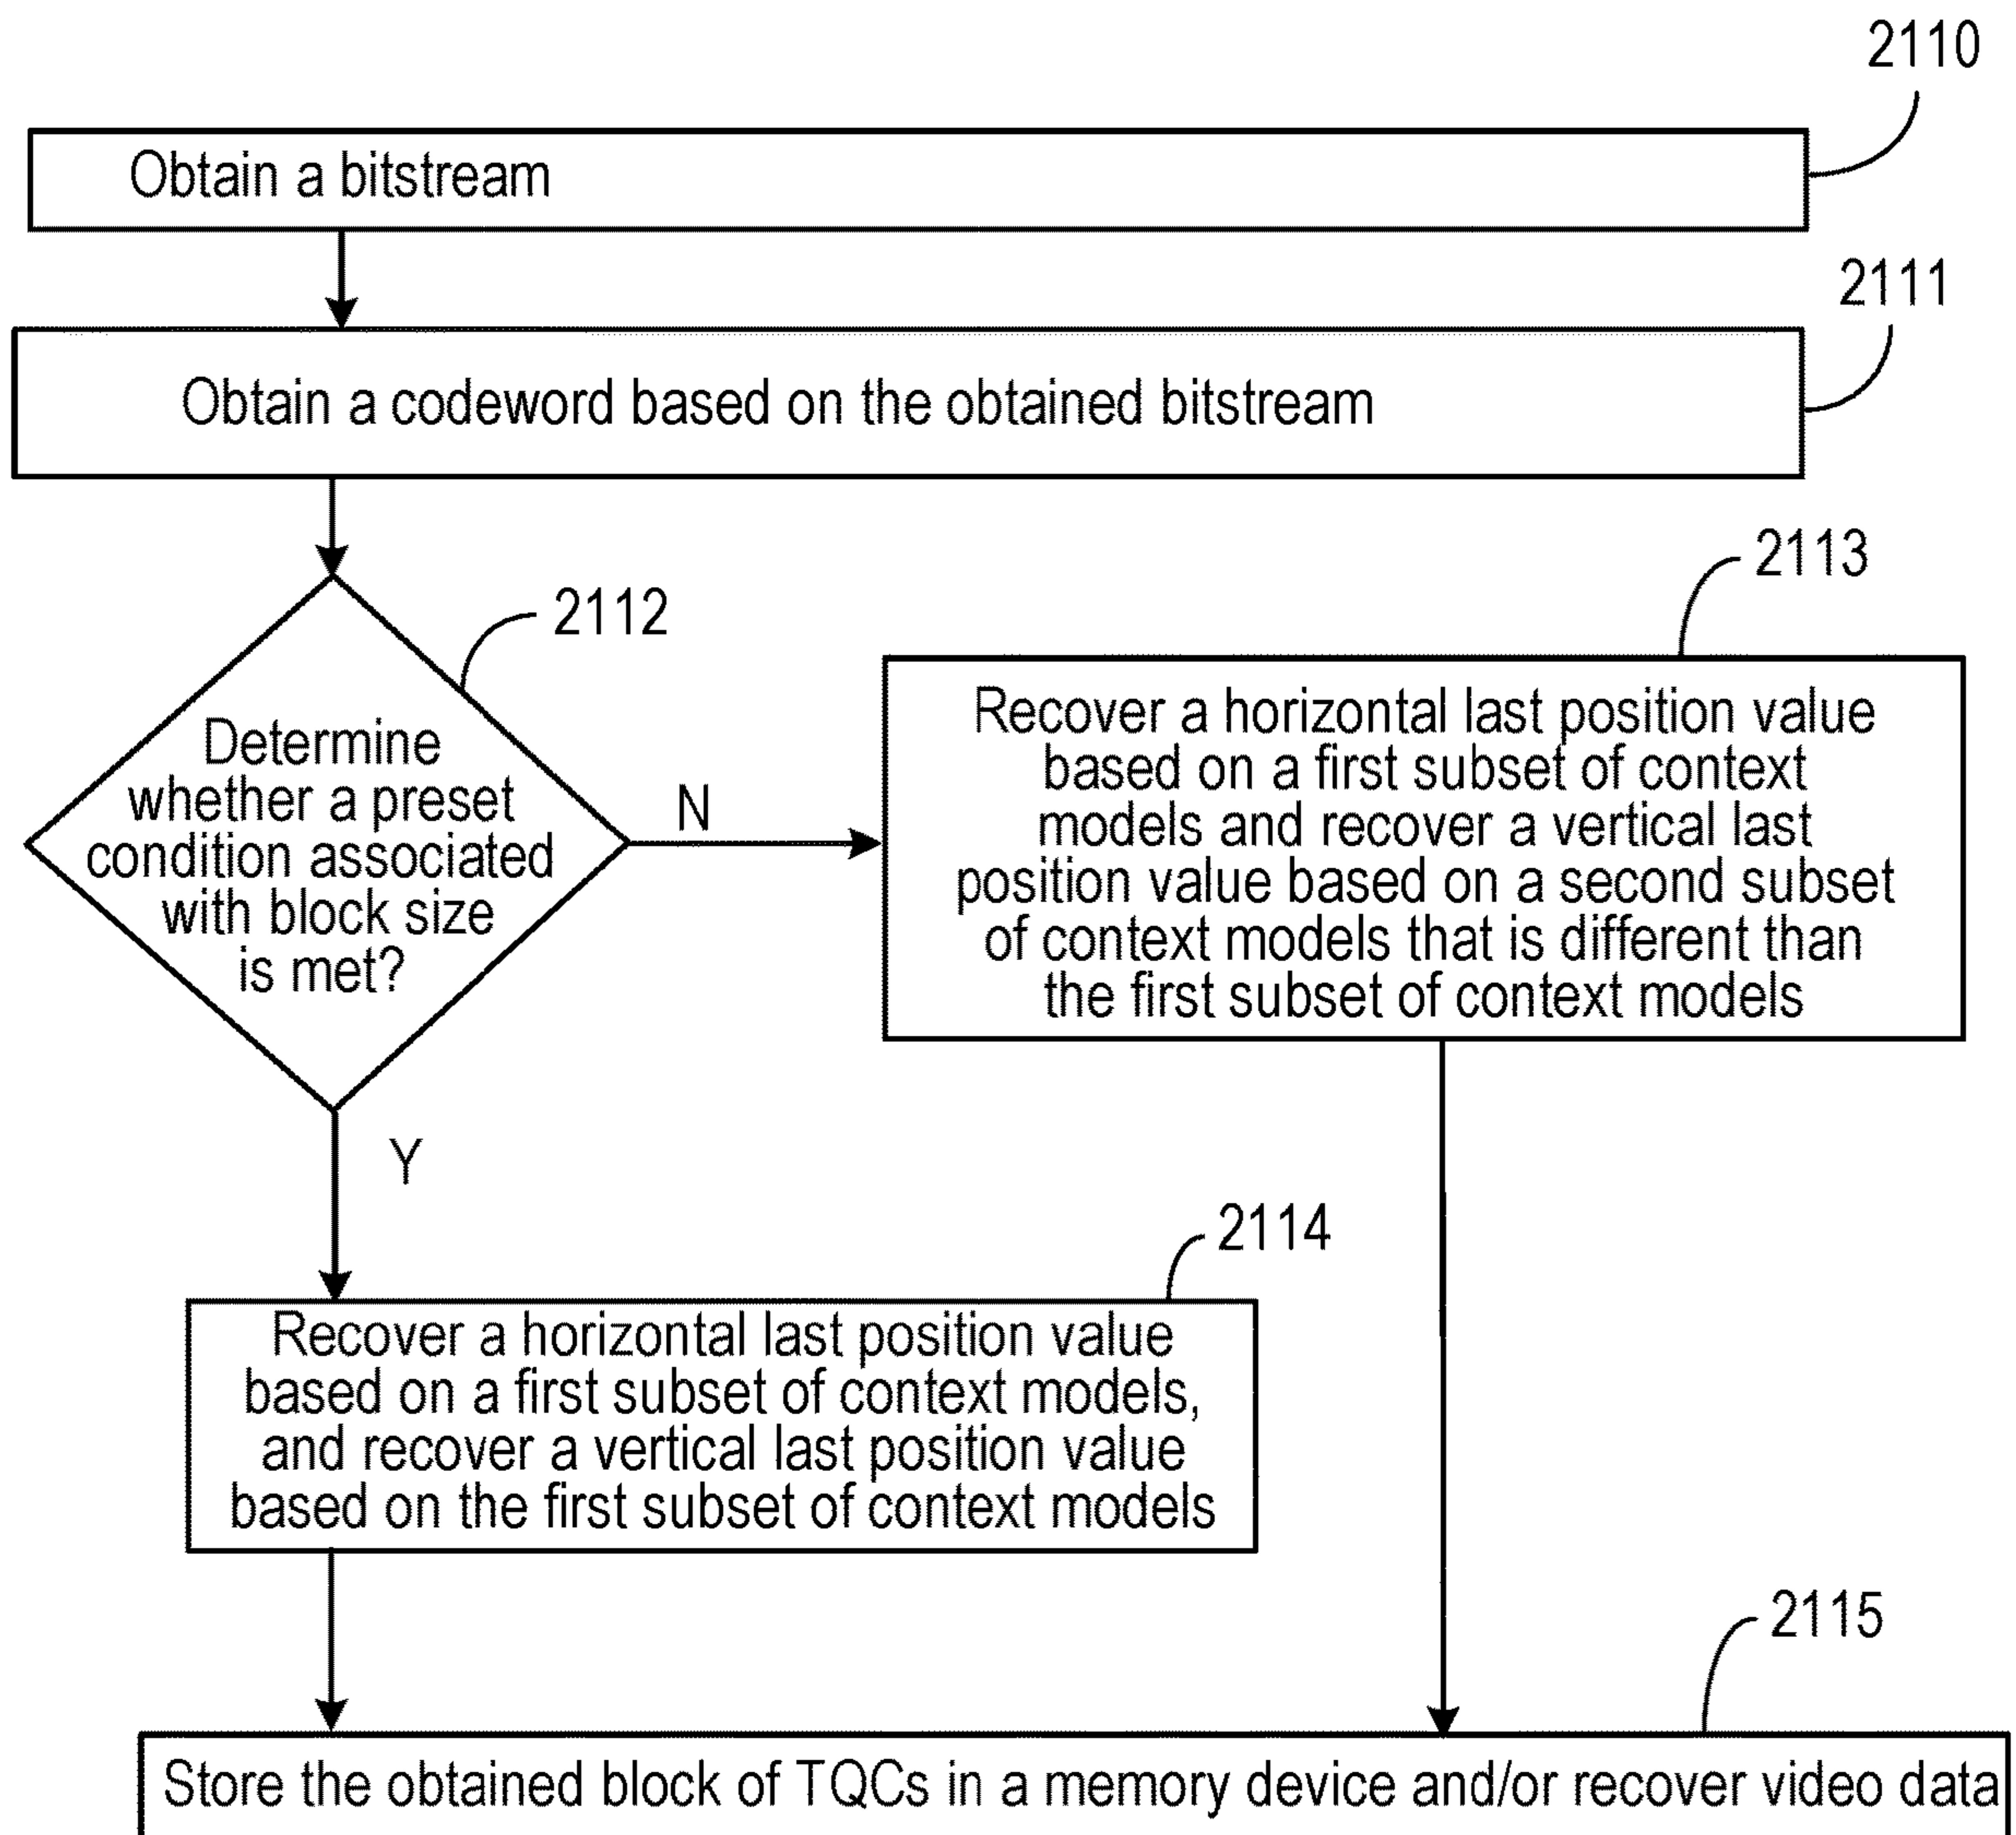 2110
Obtain a bitstream
2111
Obtain a codeword based on the obtained bitstream
2112
Determine
whether a preset
condition associated
with block size
is met?
N
2113
Recover a horizontal last position value
based on a first subset of context
models and recover a vertical last
position value based on a second subset
of context models that is different than
the first subset of context models
Y
2114
Recover a horizontal last position value
based on a first subset of context models,
and recover a vertical last position value
based on the first subset of context models
2115
Store the obtained block of TQCs in a memory device and/or recover video data